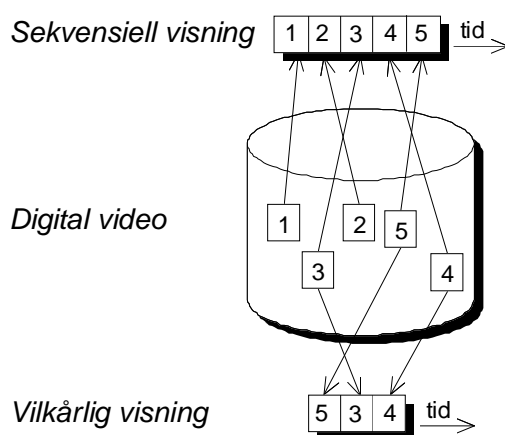 Sekvensiell visning 1 2 3 4 5 tid
Digital video
1 2 5
3 4
Vilkårlig visning 5 3 4 tid